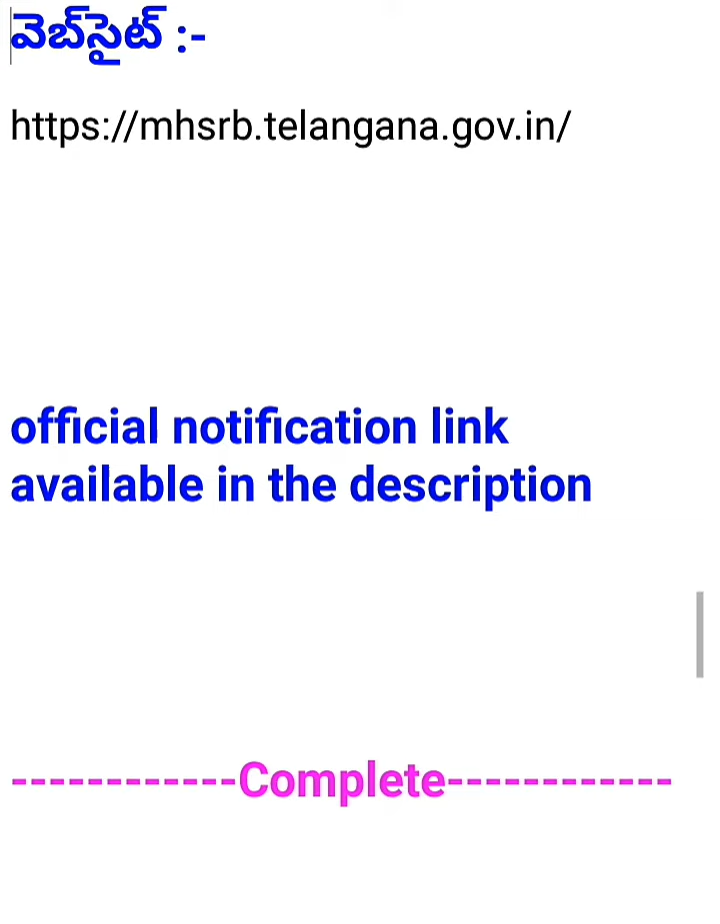 వెబ్‌సైట్ :-
https://mhsrb.telangana.gov.in/
official notification link
available in the description
------------Complete------------